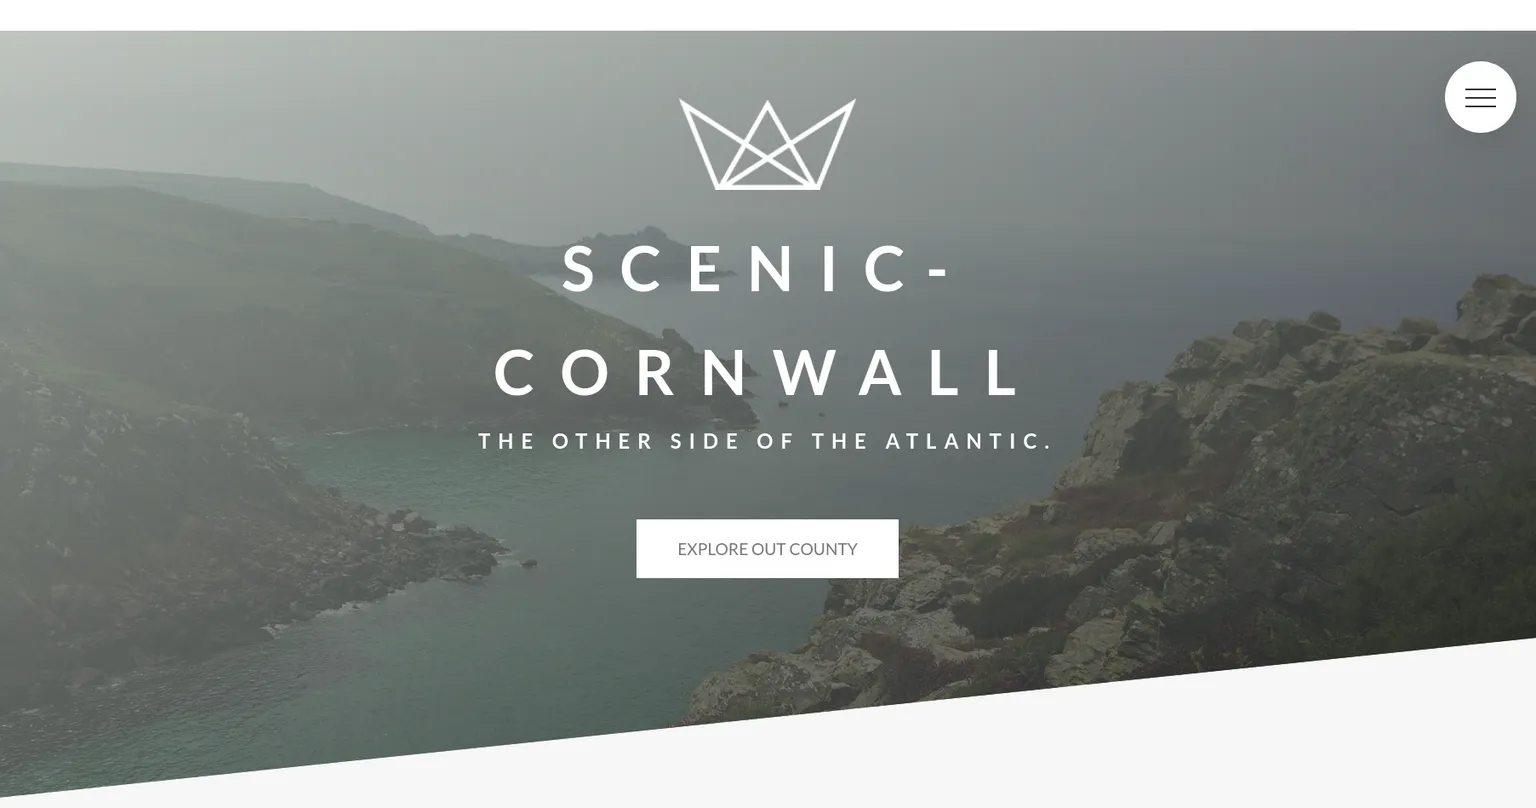 SCENIC-
CORNWALL
THE OTHER SIDE OF THE ATLANTIC.
EXPLORE OUT COUNTY